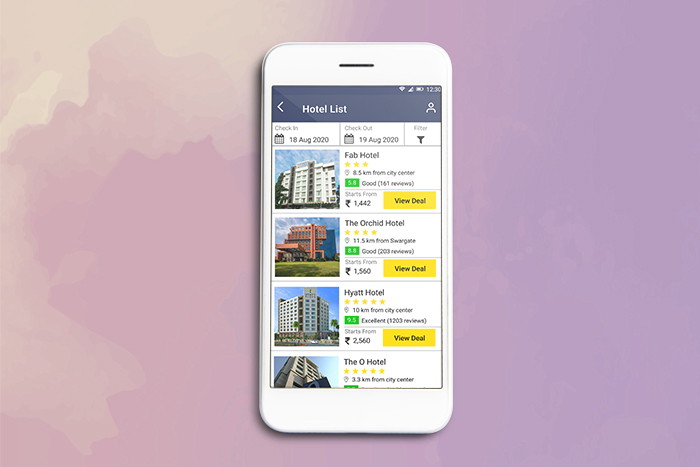 12:30
Hotel List
Check In
18 Aug 2020
Check Out
19 Aug 2020
Filter
Fab Hotel
8.5 km from city center
5.8 Good (161 reviews)
Starts From
₹ 1,442
View Deal
The Orchid Hotel
11.5 km from Swargate
8.8 Good (203 reviews)
Starts From
₹ 1,560
View Deal
Hyatt Hotel
10 km from city center
9.5 Excellent (1203 reviews)
Starts From
₹ 2,560
View Deal
The O Hotel
3.3 km from city center